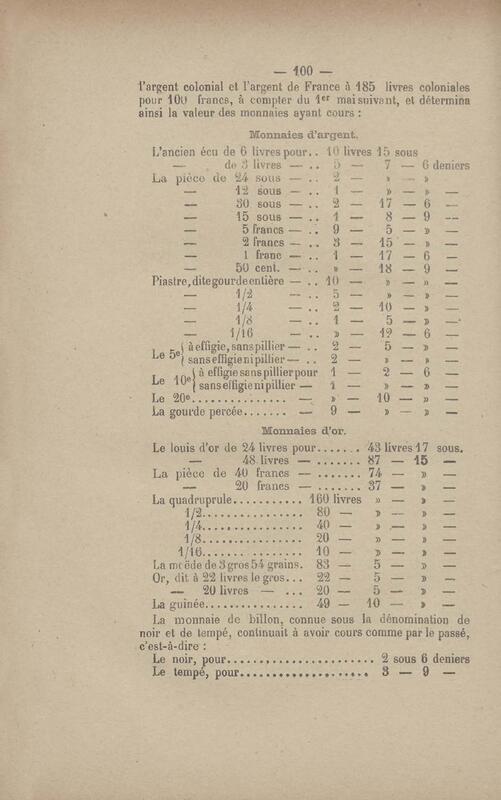 — 100 —
l'argent colonial et l'argent de France à 185 livres coloniales
pour 100 francs, à compter du 1er mai suivant, et détermina
ainsi la valeur des monnaies ayant cours :
Monnaies d'argent.
L'ancien écu de 6 livres pour.. 10 livres 15 sous
— de 3 livres — .. 5 — 7 — 6 deniers
La pièce de 24 sous — .. 2 — » — » —
— 12 sous — .. 1 — » — » —
— 30 sous — .. 2 — 17 — 6 —
— 15 sous — .. 1 — 8 — 9 —
— 5 francs — .. 9 — 5 — » —
— 2 francs — .. 3 — 15 — » —
— 1 franc — .. 1 — 17 — 6 —
— 50 cent. — .. » — 18 — 9 —
Piastre, dite gourde entière — .. 10 — » — » —
— 1/2 — .. 5 — » — » —
— 1/4 — .. 2 — 10 — » —
— 1/8 — .. 1 — 5 — » —
— 1/16 — .. » — 12 — 6 —
Le 5e { à effigie, sans pillier — .. 2 — 5 — » —
{ sans effigie ni pillier — .. 2 — » — » —
Le 10e { à effigie sans pillier pour 1 — 2 — 6 —
{ sans effigie ni pillier — 1 — » — » —
Le 20e............... — » — 10 — » —
La gourde percée....... — 9 — » — » —
Monnaies d'or.
Le louis d'or de 24 livres pour....... 43 livres 17 sous.
— 48 livres — ....... 87 — 15 —
La pièce de 40 francs — ....... 74 — » —
— 20 francs — ....... 37 — » —
La quadruprule........... 160 livres » — » —
1/2............... 80 — » — » —
1/4............... 40 — » — » —
1/8............... 20 — » — » —
1/16............... 10 — » — » —
La moëde de 3 gros 54 grains. 83 — 5 — » —
Or, dit à 22 livres le gros... 22 — 5 — » —
— 20 livres — ... 20 — 5 — » —
La guinée............... 49 — 10 — » —
La monnaie de billon, connue sous la dénomination de
noir et de tempé, continuait à avoir cours comme par le passé,
c'est-à-dire :
Le noir, pour....................... 2 sous 6 deniers
Le tempé, pour..................... 3 — 9 —